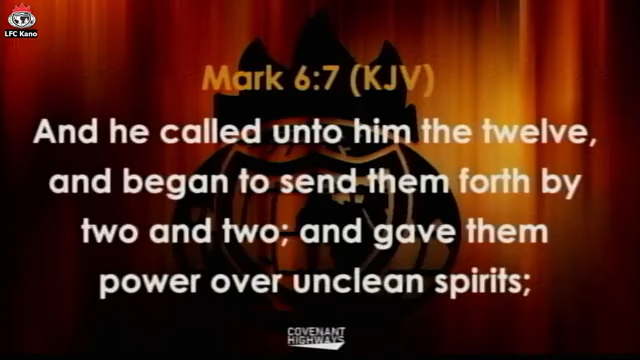 LFC Kano
Mark 6:7 (KJV)
And he called unto him the twelve,
and began to send them forth by
two and two; and gave them
power over unclean spirits;
COVENANT
HIGHWAYS